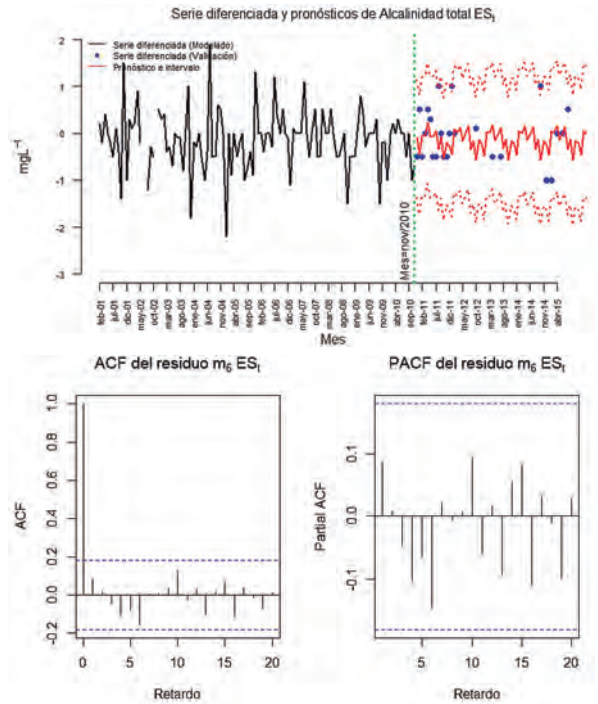 Serie diferenciada y pronósticos de Alcalinidad total ESt
Serie diferenciada (Modelado)
Serie diferenciada (Validación)
Pronóstico e intervalo
mgL⁻¹
2
1
0
-1
-2
-3
Mes=nov/2010
feb-01
jul-01
dic-01
may-02
oct-02
mar-03
ago-03
ene-04
jun-04
nov-04
abr-05
sep-05
feb-06
jul-06
dic-06
may-07
oct-07
mar-08
ago-08
ene-09
jun-09
nov-09
abr-10
sep-10
feb-11
jul-11
dic-11
may-12
oct-12
mar-13
ago-13
ene-14
jun-14
nov-14
abr-15
Mes
ACF del residuo m6 ESt
ACF
1.0
0.8
0.6
0.4
0.2
0.0
-0.2
0
5
10
15
20
Retardo
PACF del residuo m6 ESt
Partial ACF
0.1
0.0
-0.1
5
10
15
20
Retardo